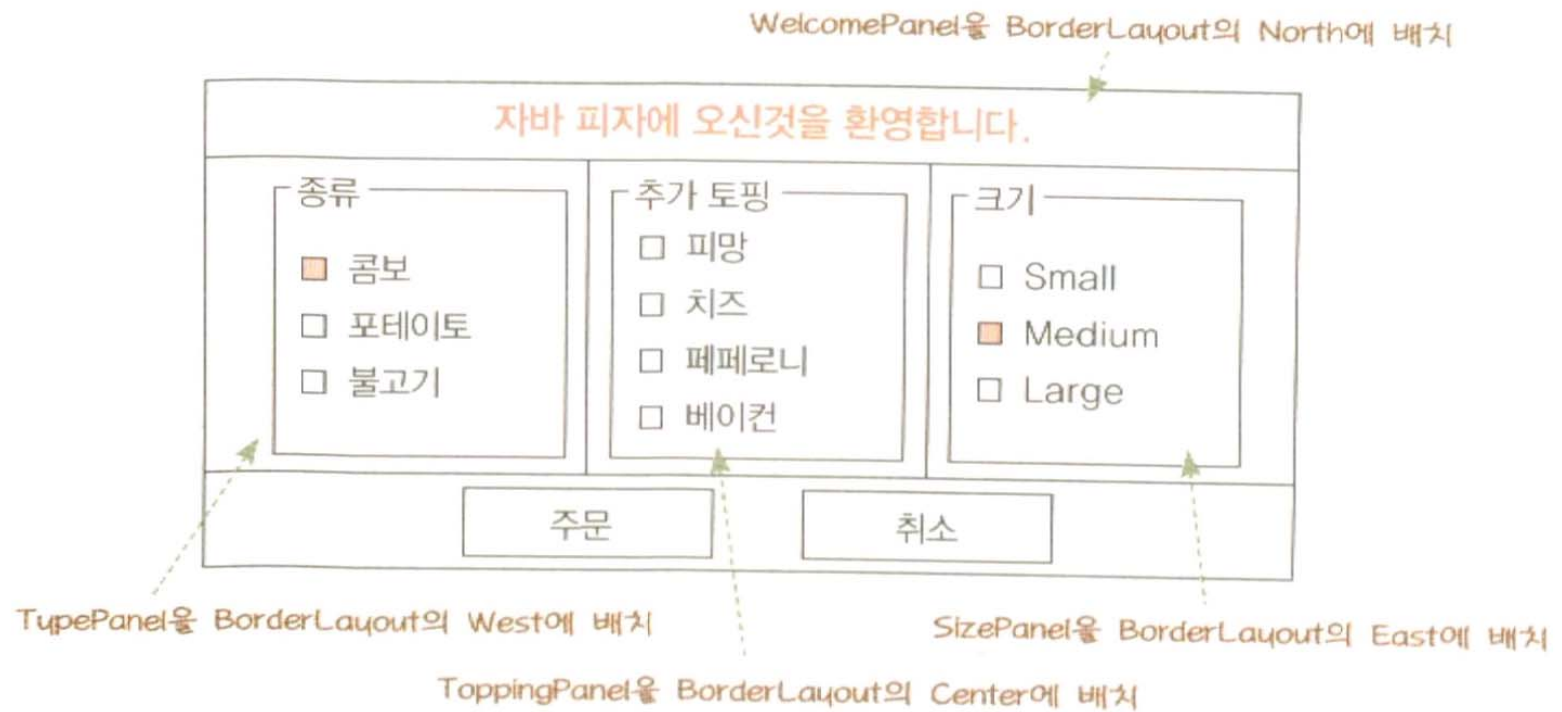 WelcomePanel을 BorderLayout의 North에 배치
자바 피자에 오신것을 환영합니다.
종류
콤보
포테이토
불고기
추가 토핑
피망
치즈
페페로니
베이컨
크기
Small
Medium
Large
주문
취소
TypePanel을 BorderLayout의 West에 배치
SizePanel을 BorderLayout의 East에 배치
ToppingPanel을 BorderLayout의 Center에 배치